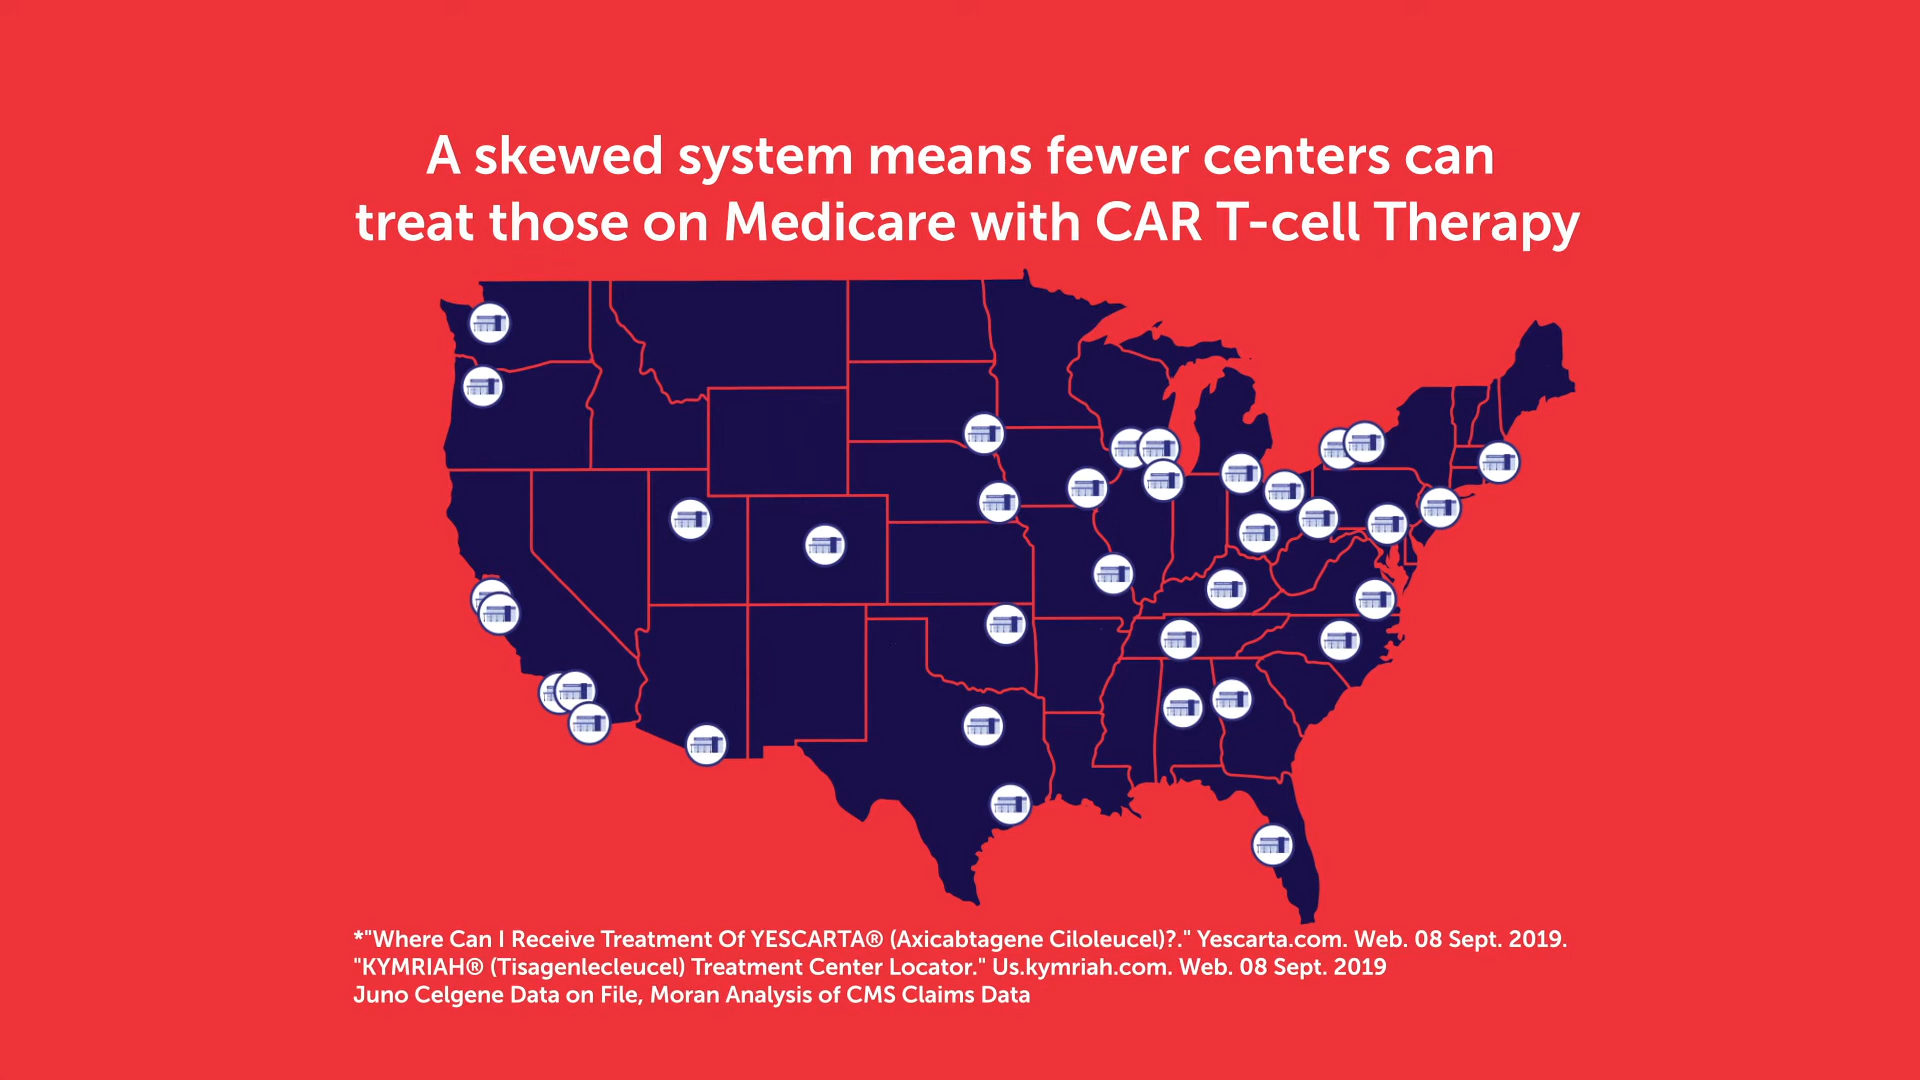 A skewed system means fewer centers can
treat those on Medicare with CAR T-cell Therapy
*"Where Can I Receive Treatment Of YESCARTA® (Axicabtagene Ciloleucel)?." Yescarta.com. Web. 08 Sept. 2019.
"KYMRIAH® (Tisagenlecleucel) Treatment Center Locator." Us.kymriah.com. Web. 08 Sept. 2019
Juno Celgene Data on File, Moran Analysis of CMS Claims Data